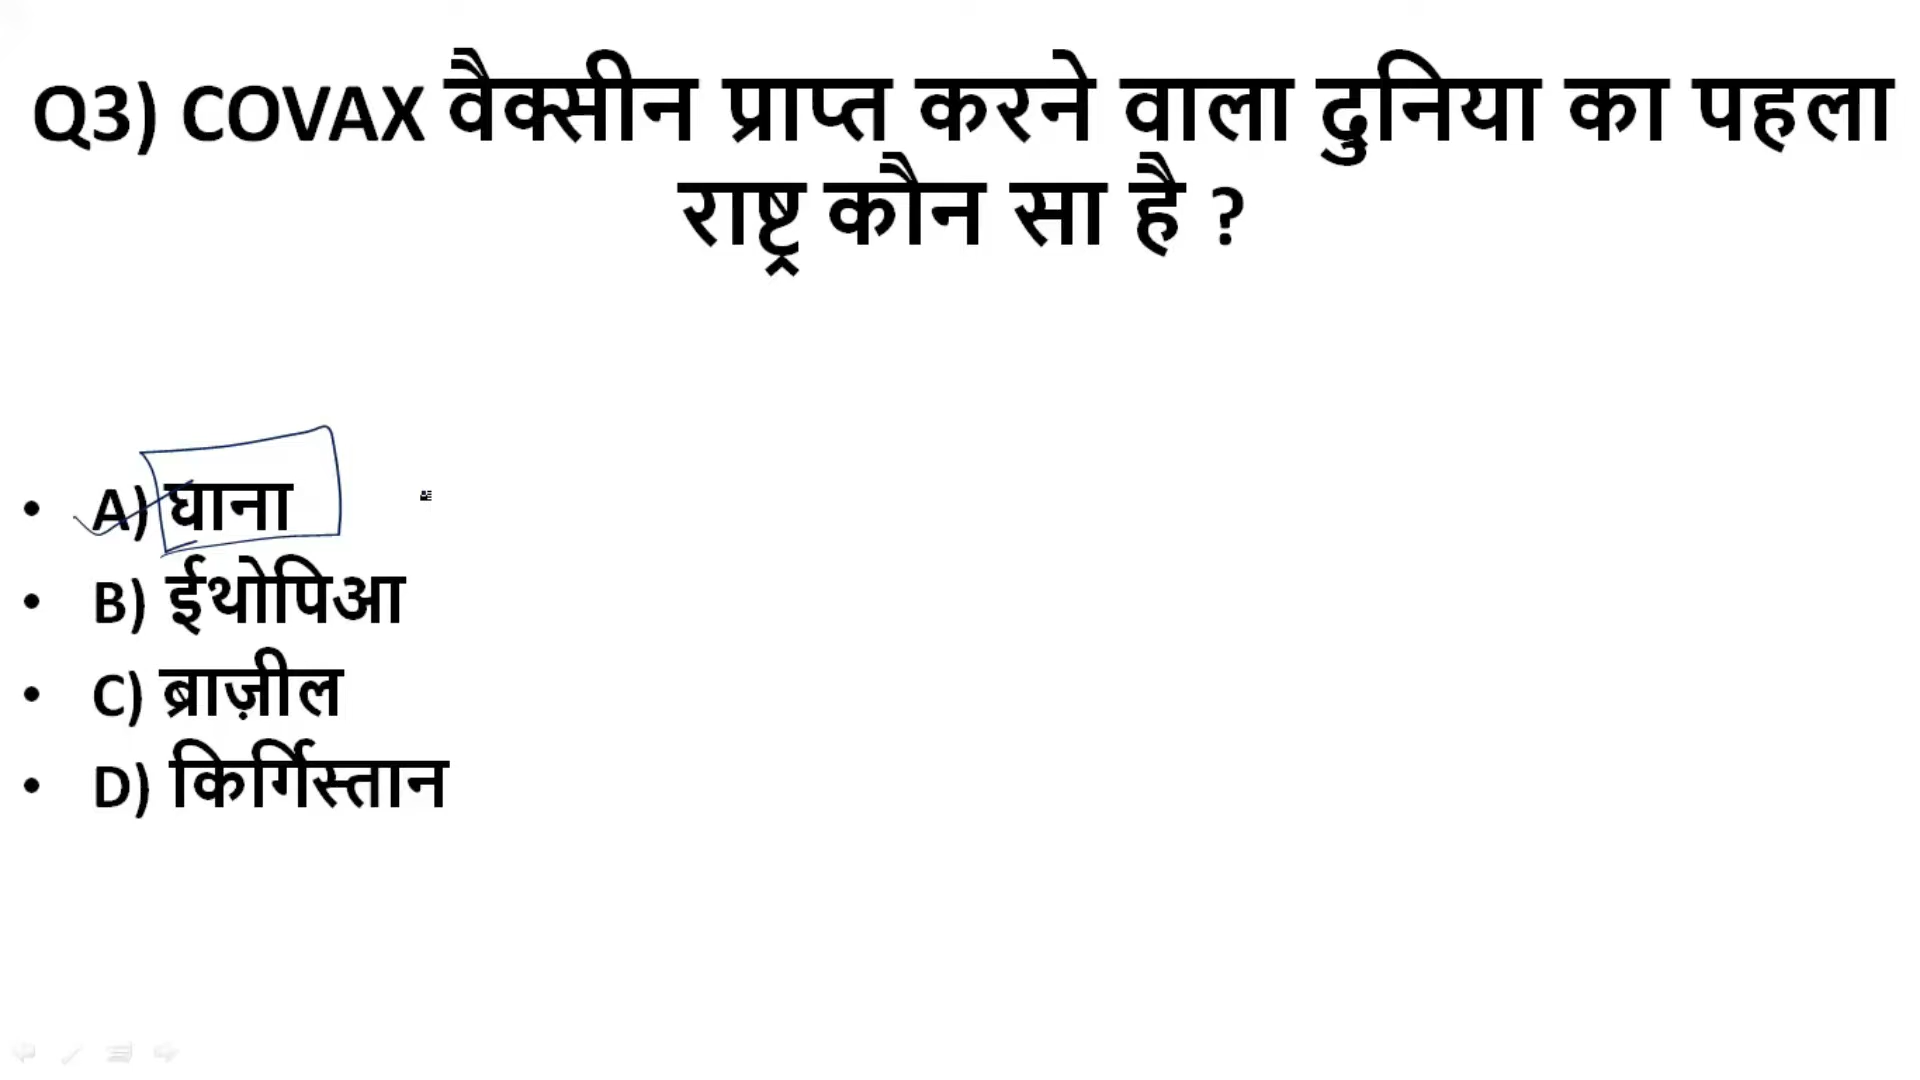 Q3) COVAX वैक्सीन प्राप्त करने वाला दुनिया का पहला
राष्ट्र कौन सा है ?
• A) घाना
• B) ईथोपिआ
• C) ब्राज़ील
• D) किर्गिस्तान